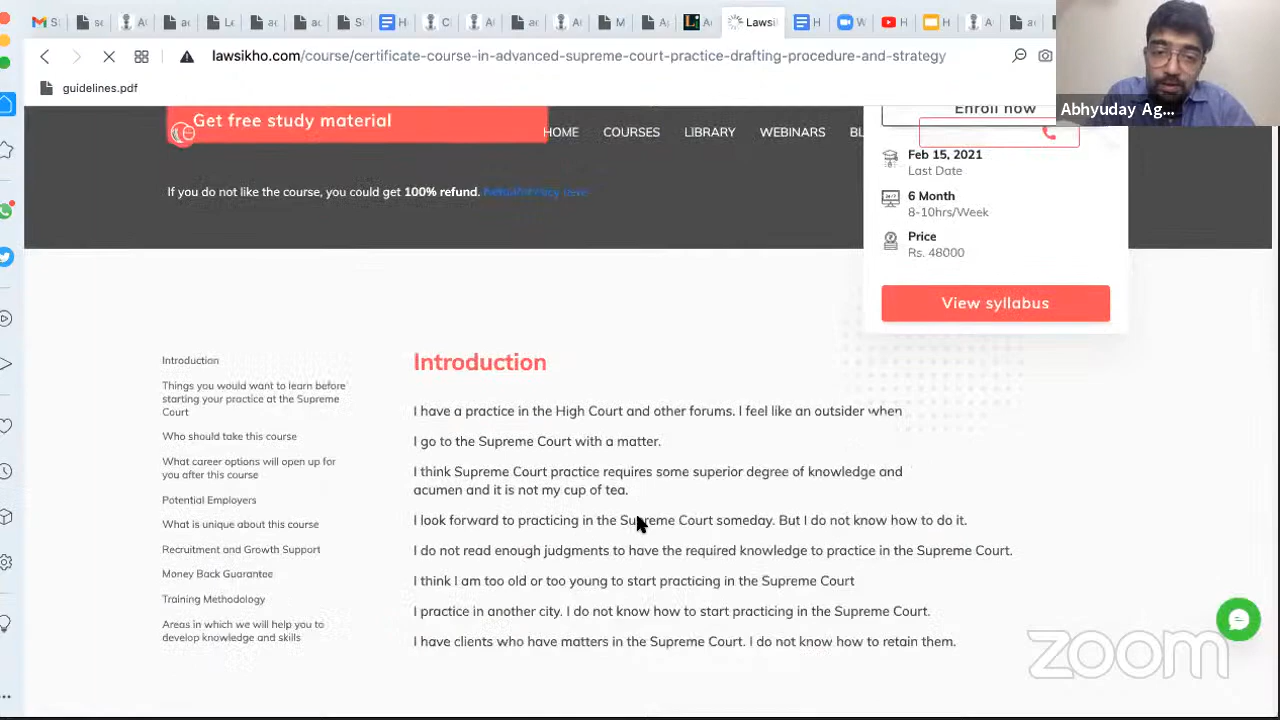 Lawsikh
lawsikho.com/course/certificate-course-in-advanced-supreme-court-practice-drafting-procedure-and-strategy
guidelines.pdf
Abhyuday Ag...
Get free study material
HOME COURSES LIBRARY WEBINARS BL
Enroll now
Feb 15, 2021
Last Date
If you do not like the course, you could get 100% refund.
6 Month
8-10hrs/Week
Price
Rs. 48000
View syllabus
Introduction
Things you would want to learn before
starting your practice at the Supreme
Court
Who should take this course
What career options will open up for
you after this course
Potential Employers
What is unique about this course
Recruitment and Growth Support
Money Back Guarantee
Training Methodology
Areas in which we will help you to
develop knowledge and skills
Introduction
I have a practice in the High Court and other forums. I feel like an outsider when
I go to the Supreme Court with a matter.
I think Supreme Court practice requires some superior degree of knowledge and
acumen and it is not my cup of tea.
I look forward to practicing in the Supreme Court someday. But I do not know how to do it.
I do not read enough judgments to have the required knowledge to practice in the Supreme Court.
I think I am too old or too young to start practicing in the Supreme Court
I practice in another city. I do not know how to start practicing in the Supreme Court.
I have clients who have matters in the Supreme Court. I do not know how to retain them.
zoom